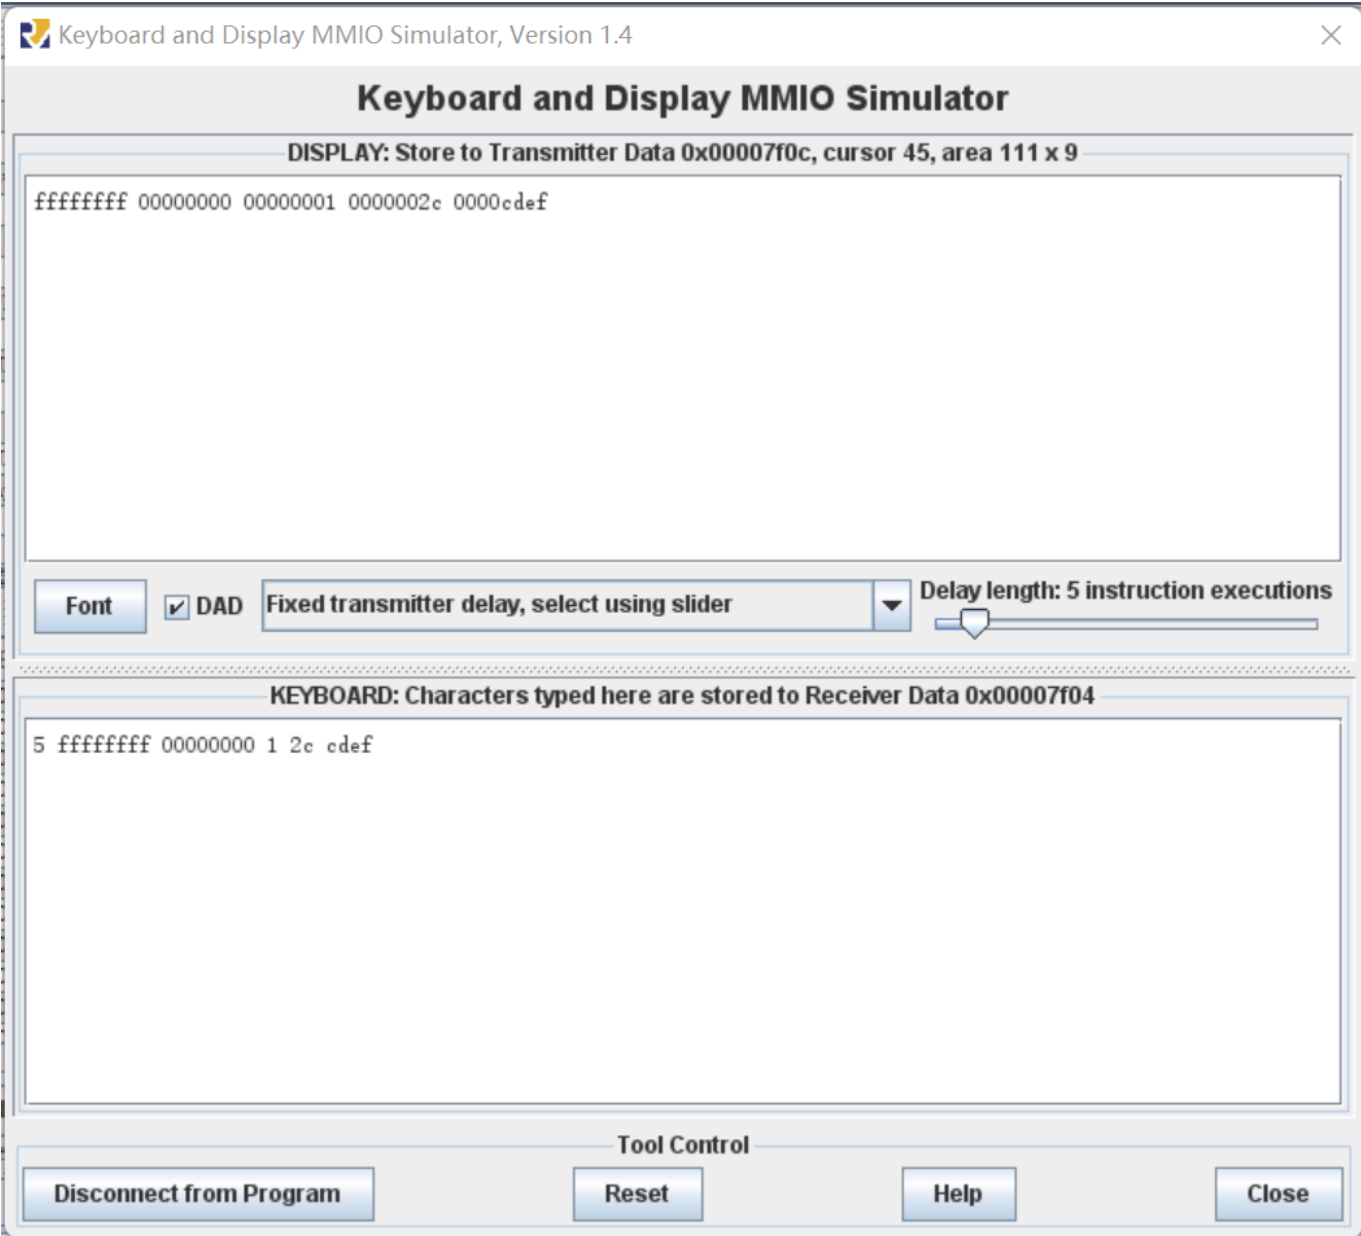 Keyboard and Display MMIO Simulator, Version 1.4
Keyboard and Display MMIO Simulator
DISPLAY: Store to Transmitter Data 0x00007f0c, cursor 45, area 111 x 9
ffffffff 00000000 00000001 0000002c 0000cdef
Font
DAD
Fixed transmitter delay, select using slider
Delay length: 5 instruction executions
KEYBOARD: Characters typed here are stored to Receiver Data 0x00007f04
5 ffffffff 00000000 1 2c cdef
Tool Control
Disconnect from Program
Reset
Help
Close